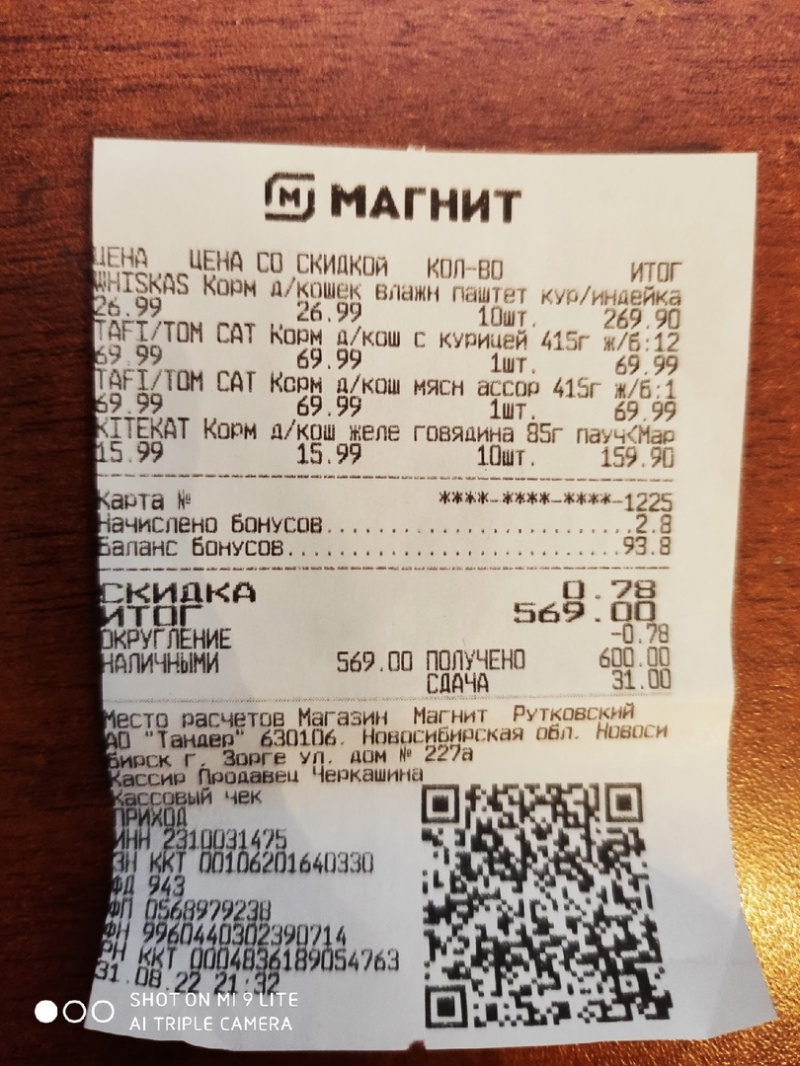 М МАГНИТ
ЦЕНА ЦЕНА СО СКИДКОЙ КОЛ-ВО ИТОГ
WHISKAS Корм д/кошек влажн паштет кур/индейка
26.99 26.99 10шт. 269.90
TAFI/TOM CAT Корм д/кош с курицей 415г ж/б:12
69.99 69.99 1шт. 69.99
TAFI/TOM CAT Корм д/кош мясн ассор 415г ж/б:1
69.99 69.99 1шт. 69.99
KITEKAT Корм д/кош желе говядина 85г пауч<Мар
15.99 15.99 10шт. 159.90
Карта № ****-****-****-1225
Начислено бонусов.........................2.8
Баланс бонусов...........................93.8
СКИДКА 0.78
ИТОГ 569.00
ОКРУГЛЕНИЕ -0.78
НАЛИЧНЫМИ 569.00 ПОЛУЧЕНО 600.00
СДАЧА 31.00
Место расчетов Магазин Магнит Рутковский
АО "Тандер" 630106, Новосибирская обл. Новоси
бирск г. Зорге ул. дом № 227а
Кассир Продавец Черкашина
Кассовый чек
ПРИХОД
ИНН 2310031475
ЗН ККТ 00106201640330
ФД 943
ФП 0568979238
ФН 9960440302390714
РН ККТ 0004836189054763
31.08.22 21:32
SHOT ON MI 9 LITE
AI TRIPLE CAMERA